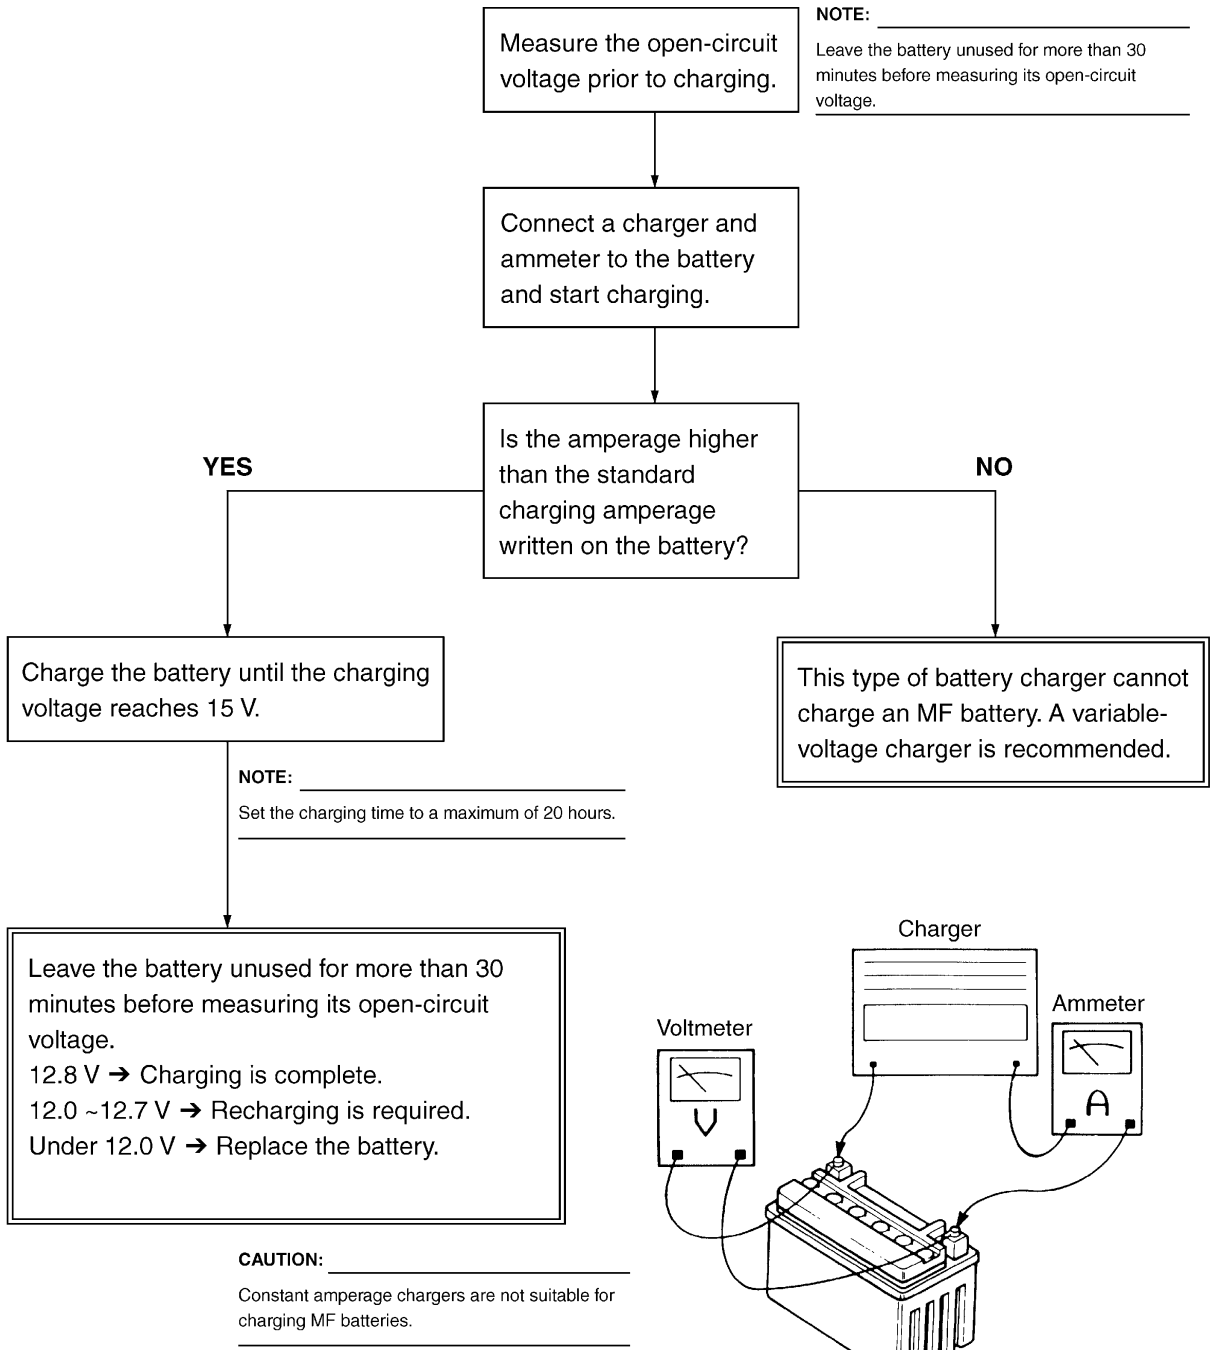 Measure the open-circuit
voltage prior to charging.
NOTE:
Leave the battery unused for more than 30
minutes before measuring its open-circuit
voltage.
Connect a charger and
ammeter to the battery
and start charging.
Is the amperage higher
than the standard
charging amperage
written on the battery?
YES
NO
Charge the battery until the charging
voltage reaches 15 V.
This type of battery charger cannot
charge an MF battery. A variable-
voltage charger is recommended.
NOTE:
Set the charging time to a maximum of 20 hours.
Leave the battery unused for more than 30
minutes before measuring its open-circuit
voltage.
12.8 V ➔ Charging is complete.
12.0 ~12.7 V ➔ Recharging is required.
Under 12.0 V ➔ Replace the battery.
Charger
Ammeter
Voltmeter
A
V
CAUTION:
Constant amperage chargers are not suitable for
charging MF batteries.